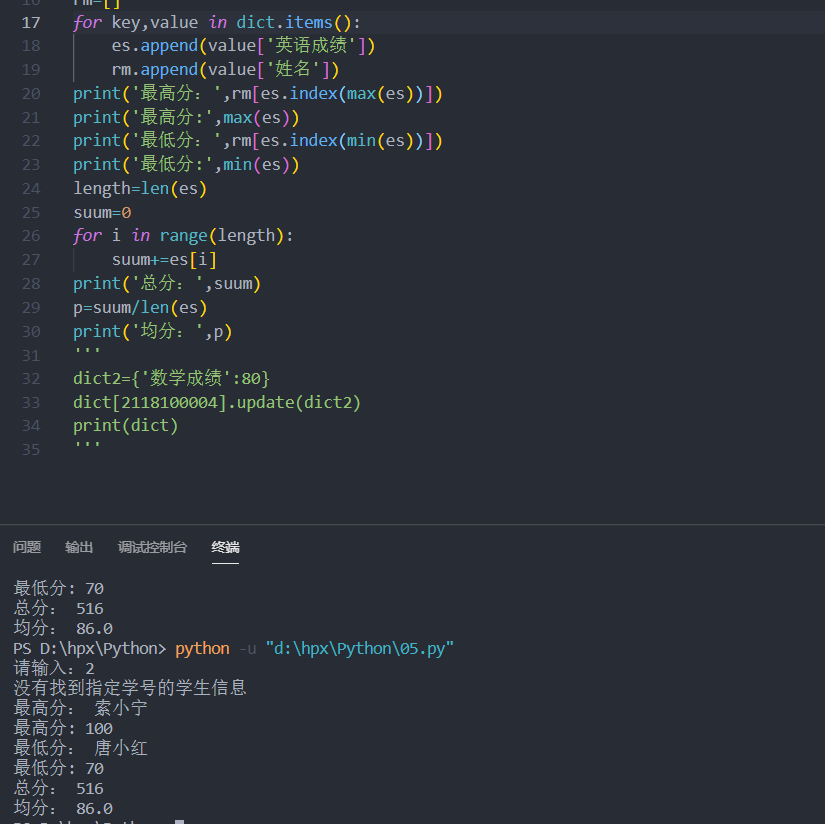 16 rm=[]
17 for key,value in dict.items():
18 es.append(value['英语成绩'])
19 rm.append(value['姓名'])
20 print('最高分：',rm[es.index(max(es))])
21 print('最高分:',max(es))
22 print('最低分：',rm[es.index(min(es))])
23 print('最低分:',min(es))
24 length=len(es)
25 suum=0
26 for i in range(length):
27 suum+=es[i]
28 print('总分：',suum)
29 p=suum/len(es)
30 print('均分：',p)
31 '''
32 dict2={'数学成绩':80}
33 dict[2118100004].update(dict2)
34 print(dict)
35 '''
问题 输出 调试控制台 终端
最低分: 70
总分： 516
均分： 86.0
PS D:\hpx\Python> python -u "d:\hpx\Python\05.py"
请输入：2
没有找到指定学号的学生信息
最高分： 索小宁
最高分: 100
最低分： 唐小红
最低分: 70
总分： 516
均分： 86.0